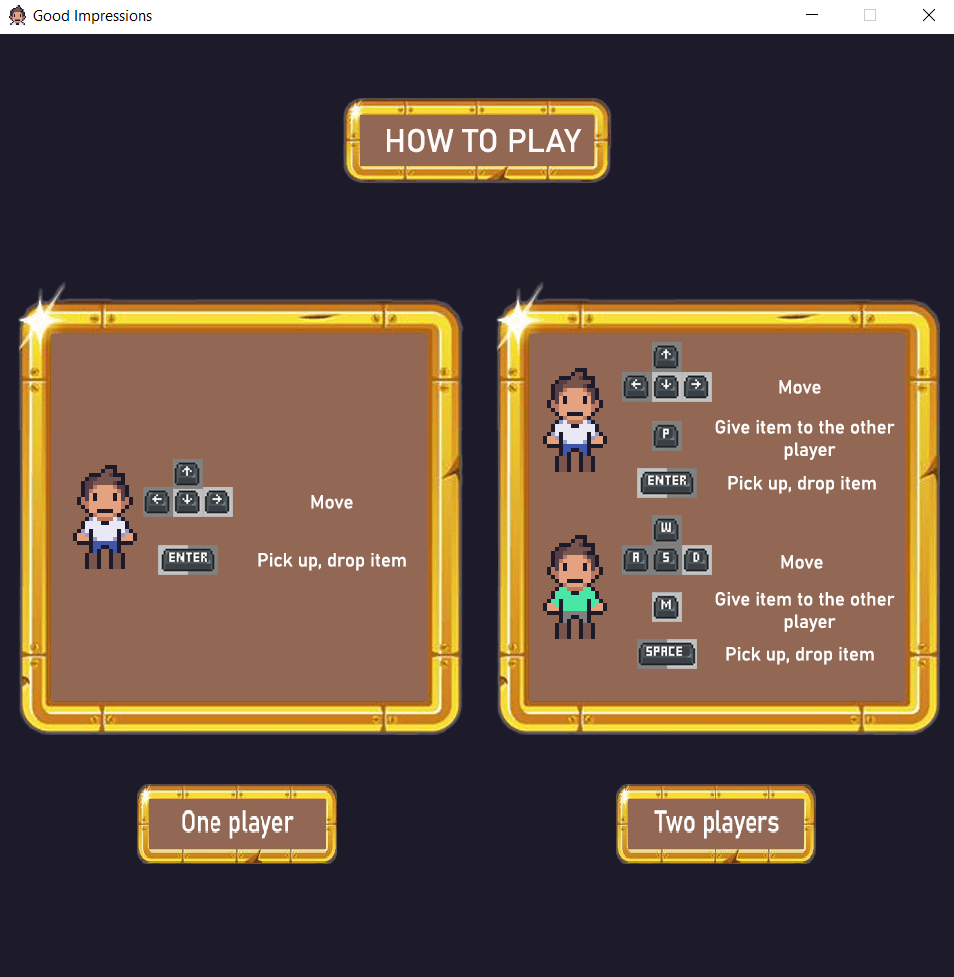 Good Impressions
HOW TO PLAY
Move
ENTER
Pick up, drop item
Move
P
Give item to the other
player
ENTER
Pick up, drop item
W
A S D
Move
M
Give item to the other
player
SPACE
Pick up, drop item
One player
Two players